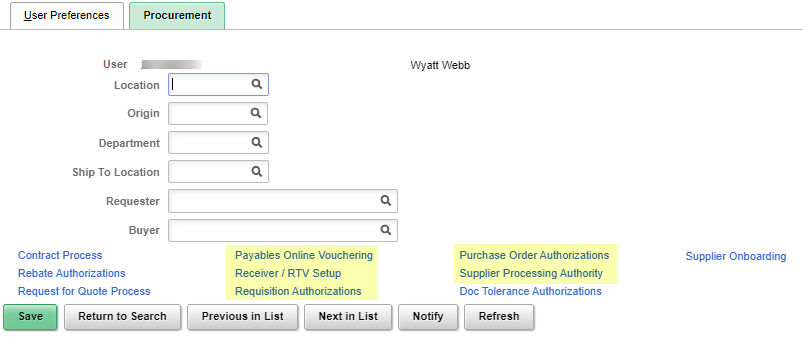 User Preferences Procurement
User Wyatt Webb
Location
Origin
Department
Ship To Location
Requester
Buyer
Contract Process Payables Online Vouchering Purchase Order Authorizations Supplier Onboarding
Rebate Authorizations Receiver / RTV Setup Supplier Processing Authority
Request for Quote Process Requisition Authorizations Doc Tolerance Authorizations
Save Return to Search Previous in List Next in List Notify Refresh